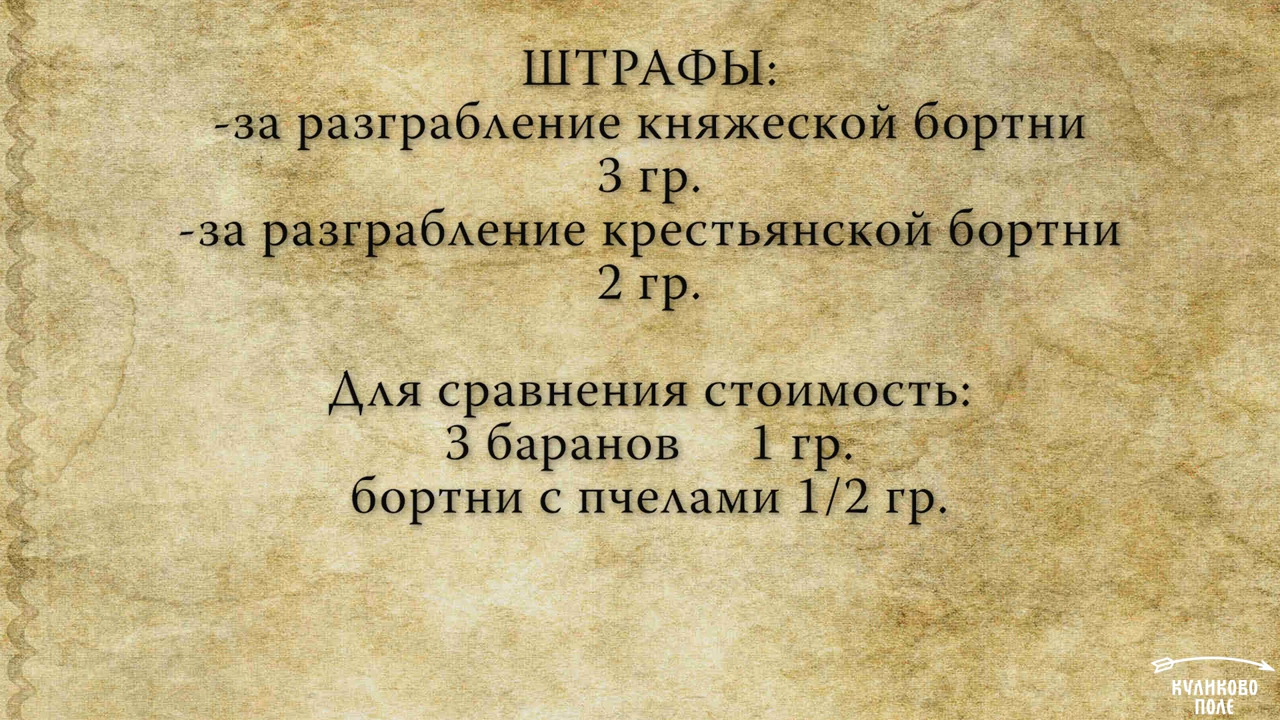 ШТРАФЫ:
-за разграбление княжеской бортни
3 гр.
-за разграбление крестьянской бортни
2 гр.
Для сравнения стоимость:
3 баранов 1 гр.
бортни с пчелами 1/2 гр.
КУЛИКОВО
ПОЛЕ